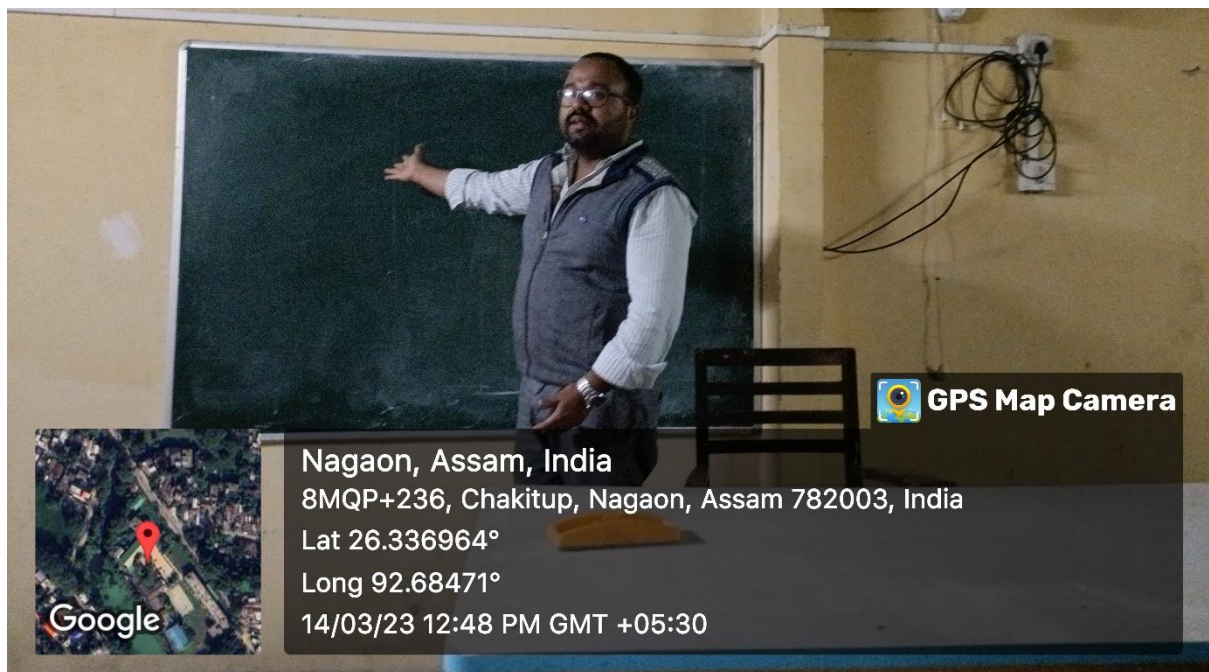 GPS Map Camera
Nagaon, Assam, India
8MQP+236, Chakitup, Nagaon, Assam 782003, India
Lat 26.336964°
Long 92.68471°
14/03/23 12:48 PM GMT +05:30
Google